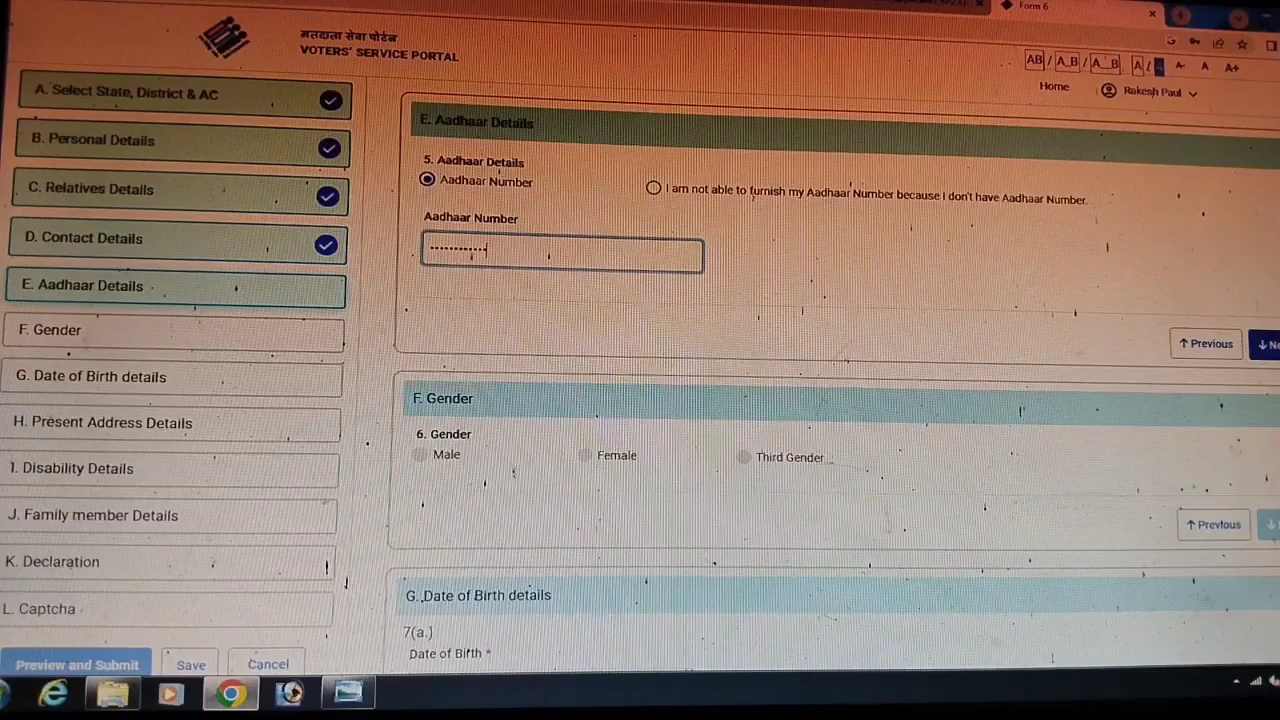 Form 6
मतदाता सेवा पोर्टल
VOTERS' SERVICE PORTAL
AB / A_B / A__B
A- A A+
Home
Rakesh Paul
A. Select State, District & AC
B. Personal Details
C. Relatives Details
D. Contact Details
E. Aadhaar Details
F. Gender
G. Date of Birth details
H. Present Address Details
I. Disability Details
J. Family member Details
K. Declaration
L. Captcha
Preview and Submit
Save
Cancel
E. Aadhaar Details
5. Aadhaar Details
Aadhaar Number
I am not able to furnish my Aadhaar Number because I don't have Aadhaar Number.
Aadhaar Number
Previous
F. Gender
6. Gender
Male
Female
Third Gender
Previous
G. Date of Birth details
7(a.)
Date of Birth *